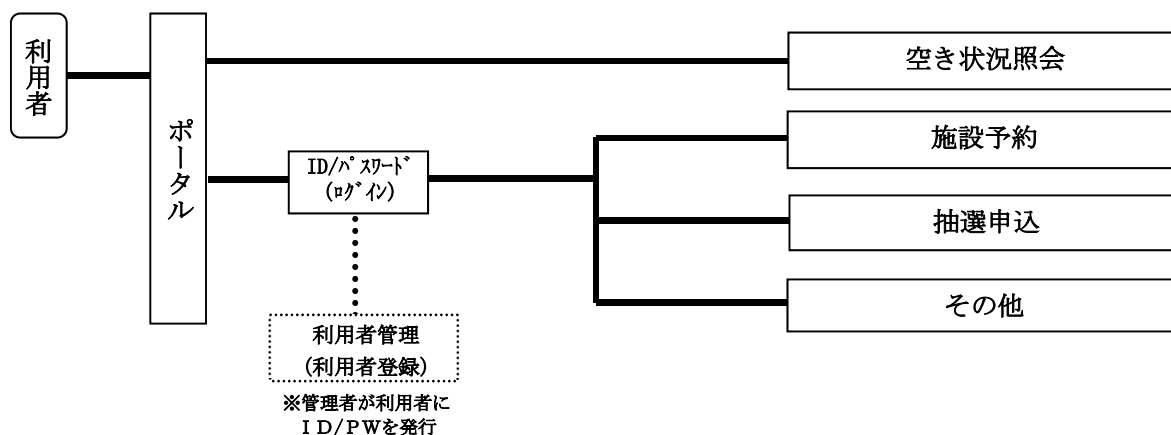 利用者
ポータル
空き状況照会
ID/ﾊﾟｽﾜｰﾄﾞ
(ﾛｸﾞｲﾝ)
施設予約
抽選申込
その他
利用者管理
(利用者登録)
※管理者が利用者に
ＩＤ/PWを発行